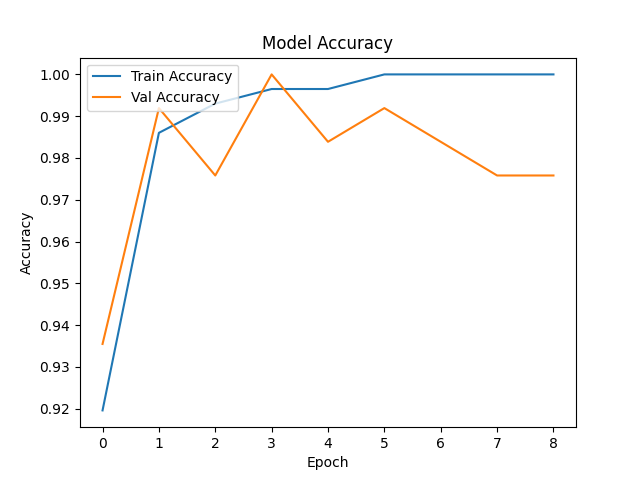 Model Accuracy
Train Accuracy
Val Accuracy
1.00
0.99
0.98
0.97
0.96
0.95
0.94
0.93
0.92
Accuracy
0 1 2 3 4 5 6 7 8
Epoch